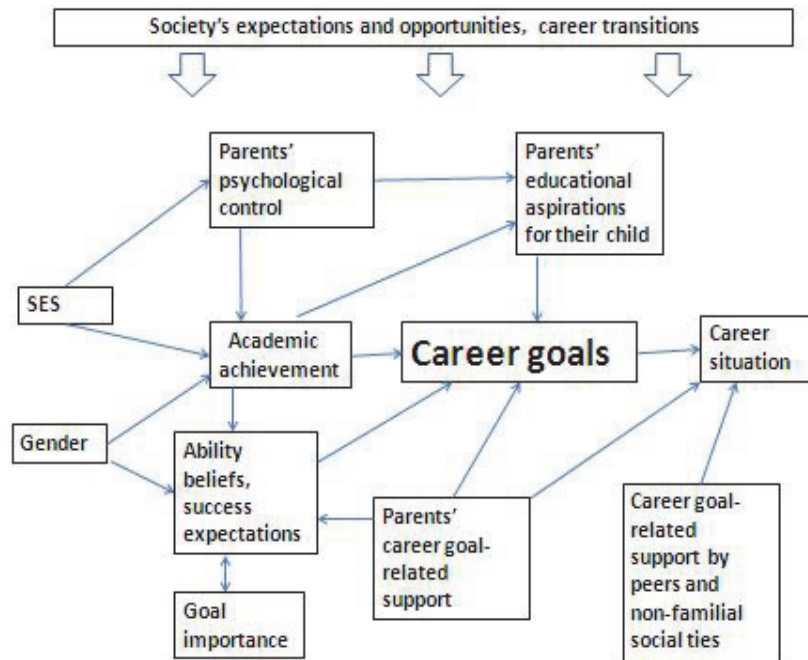 Society's expectations and opportunities, career transitions
Parents'
psychological
control
Parents'
educational
aspirations
for their child
SES
Academic
achievement
Career goals
Career
situation
Gender
Ability
beliefs,
success
expectations
Parents'
career goal-
related
support
Career goal-
related
support by
peers and
non-familial
social ties
Goal
importance